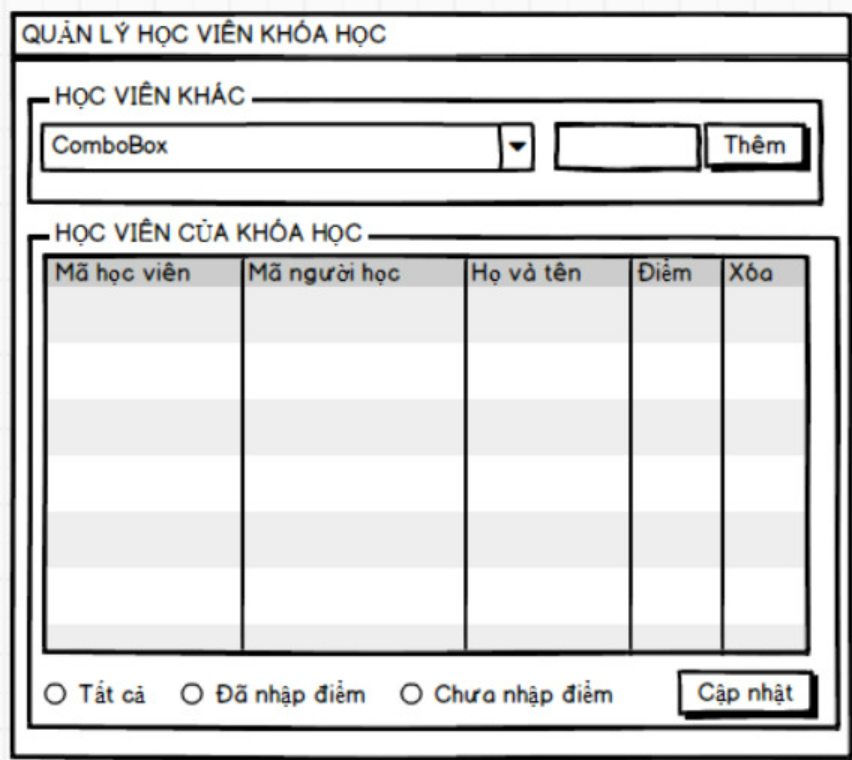 QUẢN LÝ HỌC VIÊN KHÓA HỌC
HỌC VIÊN KHÁC
ComboBox Thêm
HỌC VIÊN CỦA KHÓA HỌC
Mã học viên Mã người học Họ và tên Điểm Xóa
Tất cả Đã nhập điểm Chưa nhập điểm Cập nhật